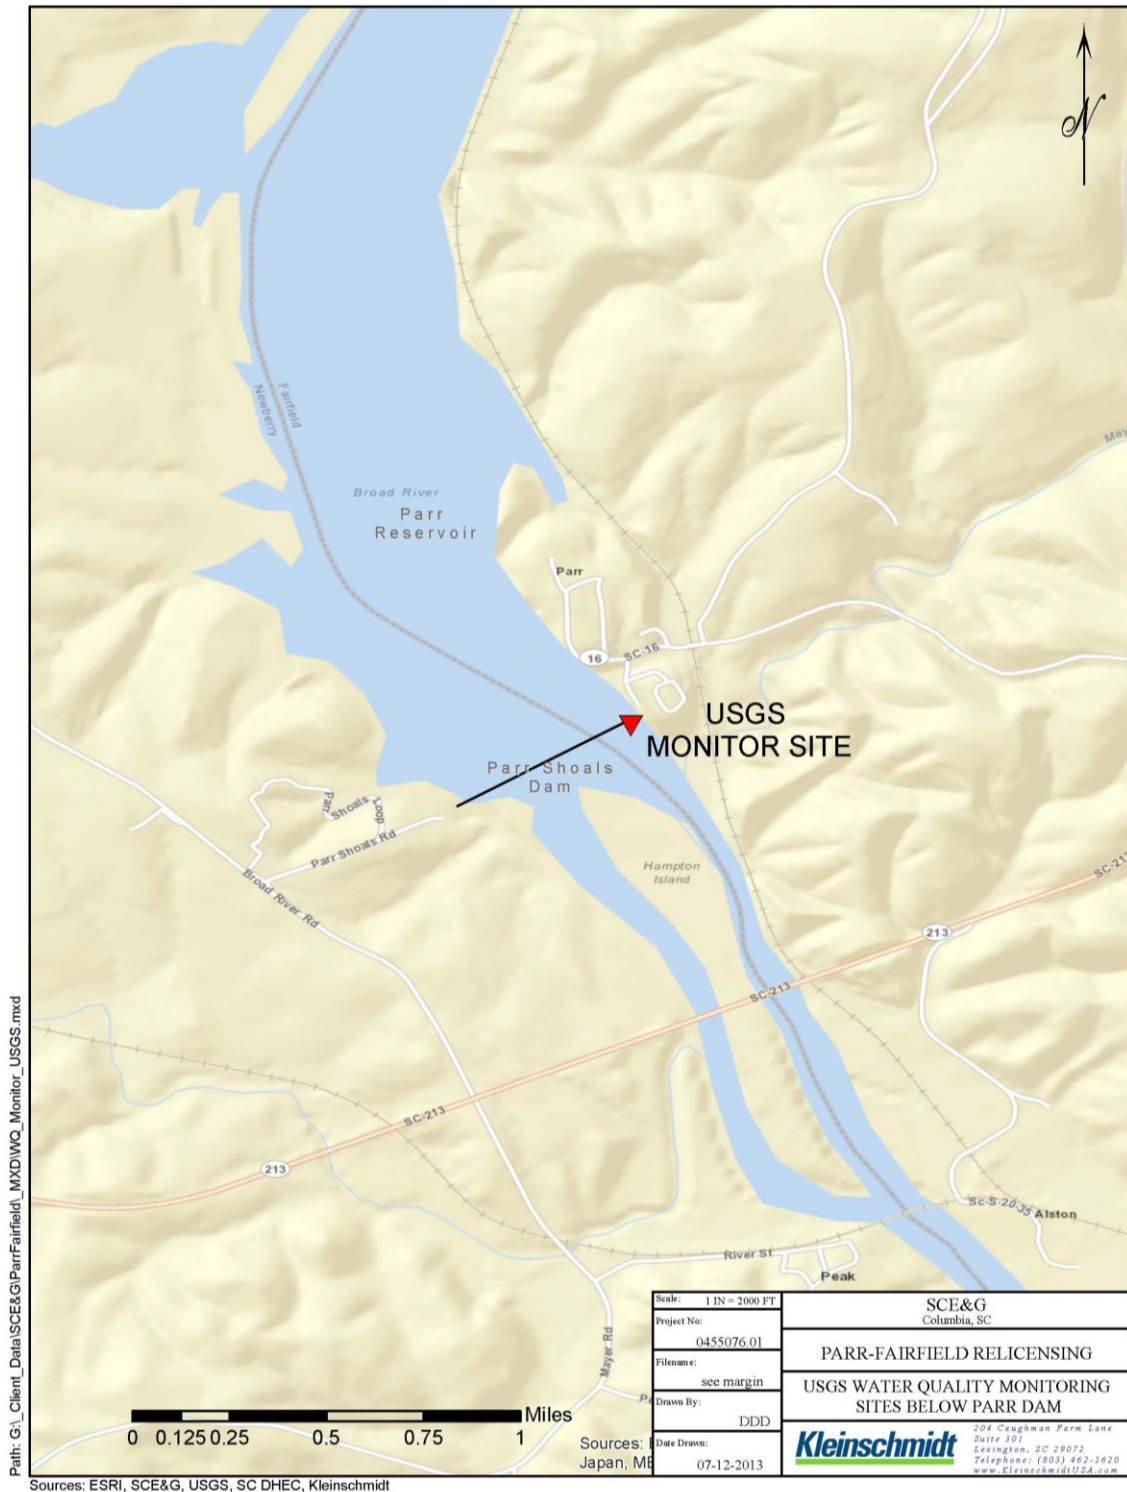 N
Fairfield
Newberry
May
Broad River
Parr
Reservoir
Parr
16
SC-16
USGS
MONITOR SITE
Parr Shoals
Dam
Parr
Shoals
Loop
Parr Shoals Rd
Broad River Rd
Hampton
Island
SC-213
213
SC-213
SC-213
213
Sc-S-20-35
Alston
River St
Peak
Mayer Rd
Miles
0 0.125 0.25 0.5 0.75 1
Sources:
Japan, ME
Scale: 1 IN = 2000 FT
Project No:
0455076.01
Filename:
see margin
Drawn By:
DDD
Date Drawn:
07-12-2013
SCE&G
Columbia, SC
PARR-FAIRFIELD RELICENSING
USGS WATER QUALITY MONITORING
SITES BELOW PARR DAM
Kleinschmidt
204 Caughman Farm Lane
Suite 301
Lexington, SC 29072
Telephone: (803) 462-5620
www.KleinschmidtUSA.com
Path: G:\_Client_Data\SCE&G\ParrFairfield\_MXD\WQ_Monitor_USGS.mxd
Sources: ESRI, SCE&G, USGS, SC DHEC, Kleinschmidt